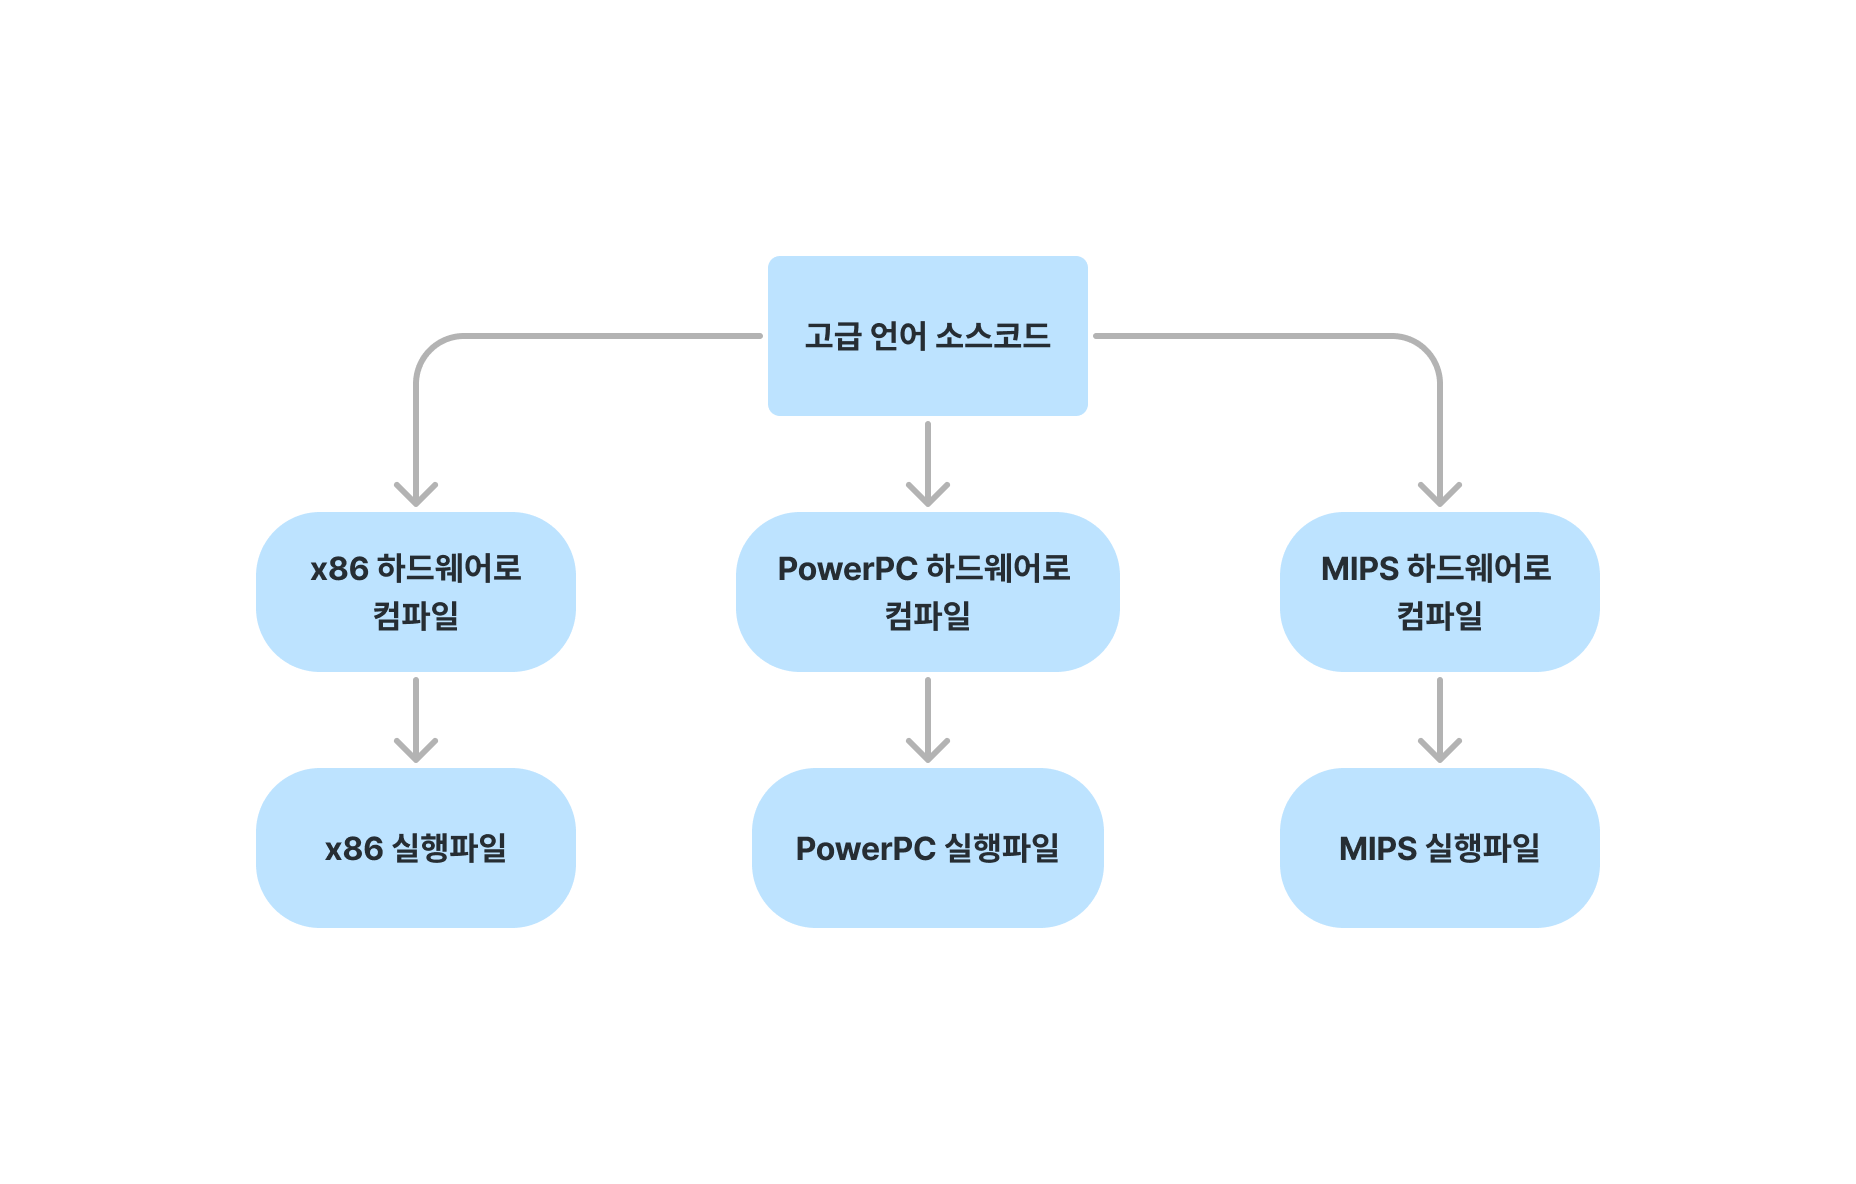 고급 언어 소스코드
x86 하드웨어로
컴파일
PowerPC 하드웨어로
컴파일
MIPS 하드웨어로
컴파일
x86 실행파일
PowerPC 실행파일
MIPS 실행파일